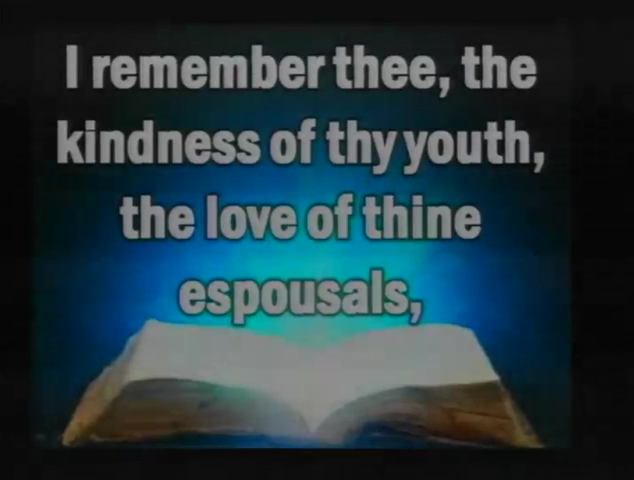 I remember thee, the
kindness of thy youth,
the love of thine
espousals,